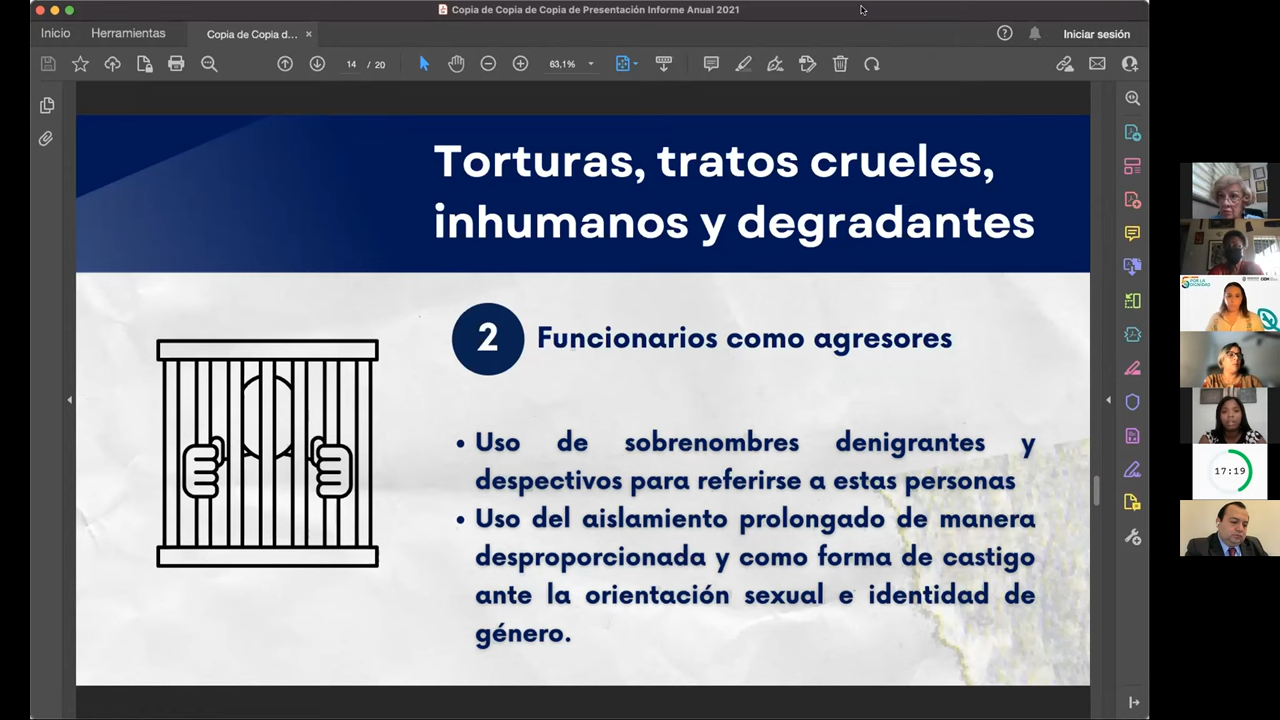 Copia de Copia de Copia de Presentación Informe Anual 2021
Inicio
Herramientas
Copia de Copia d...
Iniciar sesión
14 / 20
63,1%
Torturas, tratos crueles,
inhumanos y degradantes
2
Funcionarios como agresores
• Uso de sobrenombres denigrantes y
despectivos para referirse a estas personas
• Uso del aislamiento prolongado de manera
desproporcionada y como forma de castigo
ante la orientación sexual e identidad de
género.
POR LA
DIGNIDAD
17:19